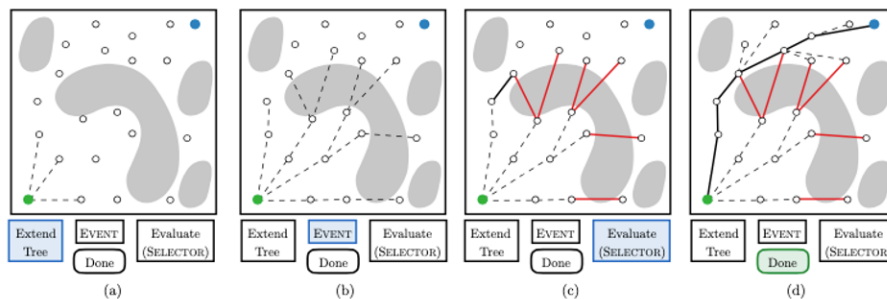 Extend
Tree
EVENT
Done
Evaluate
(SELECTOR)
(a)
Extend
Tree
EVENT
Done
Evaluate
(SELECTOR)
(b)
Extend
Tree
EVENT
Done
Evaluate
(SELECTOR)
(c)
Extend
Tree
EVENT
Done
Evaluate
(SELECTOR)
(d)